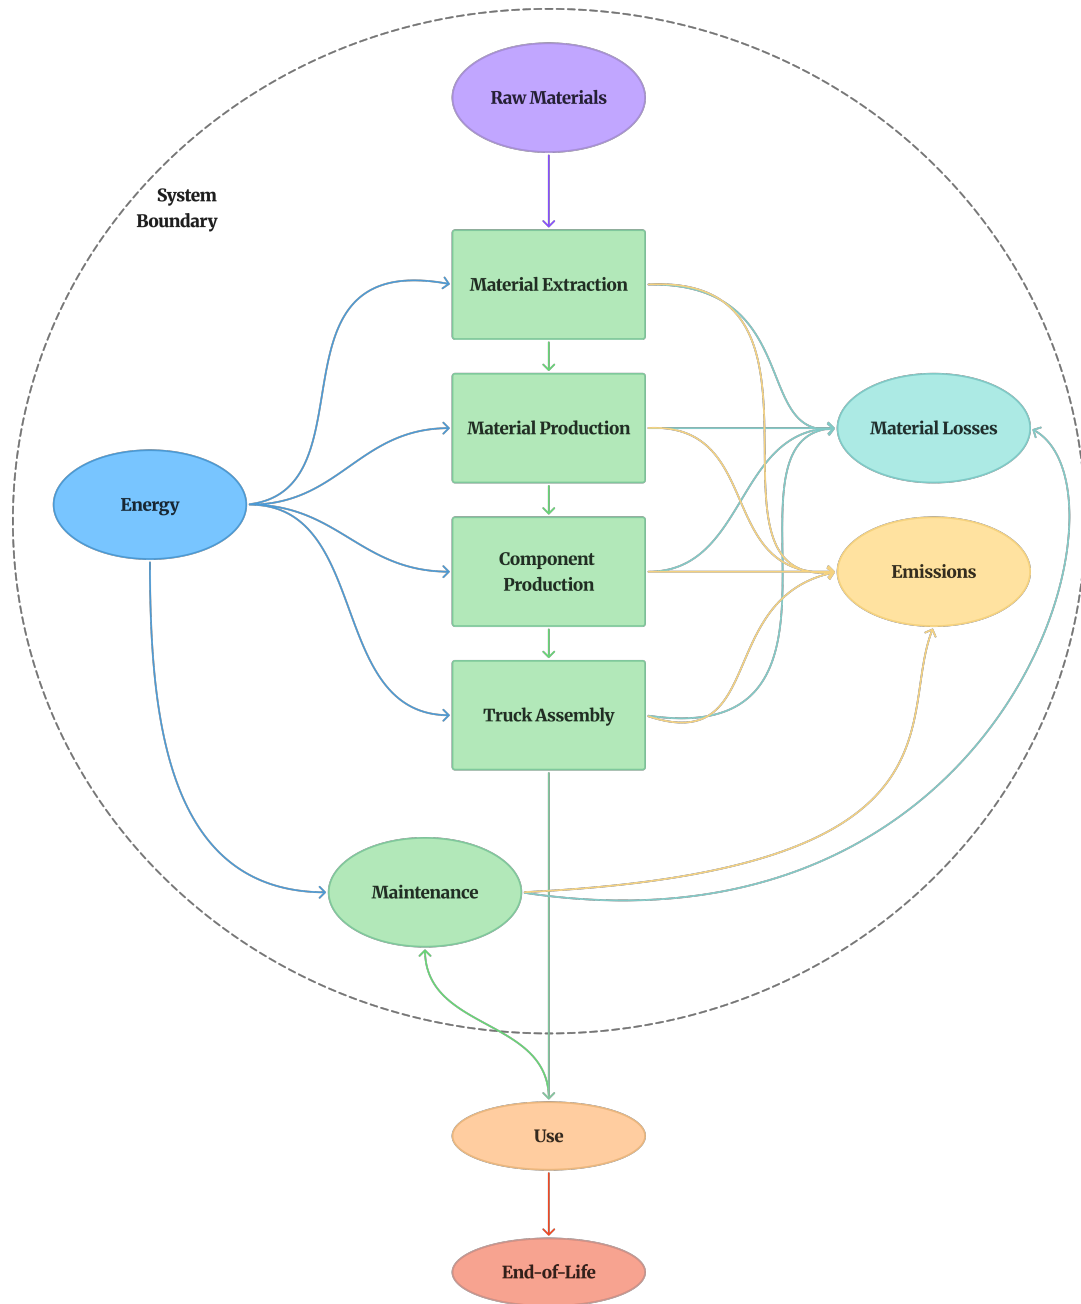 Raw Materials
System
Boundary
Material Extraction
Material Production
Material Losses
Energy
Component
Production
Emissions
Truck Assembly
Maintenance
Use
End-of-Life